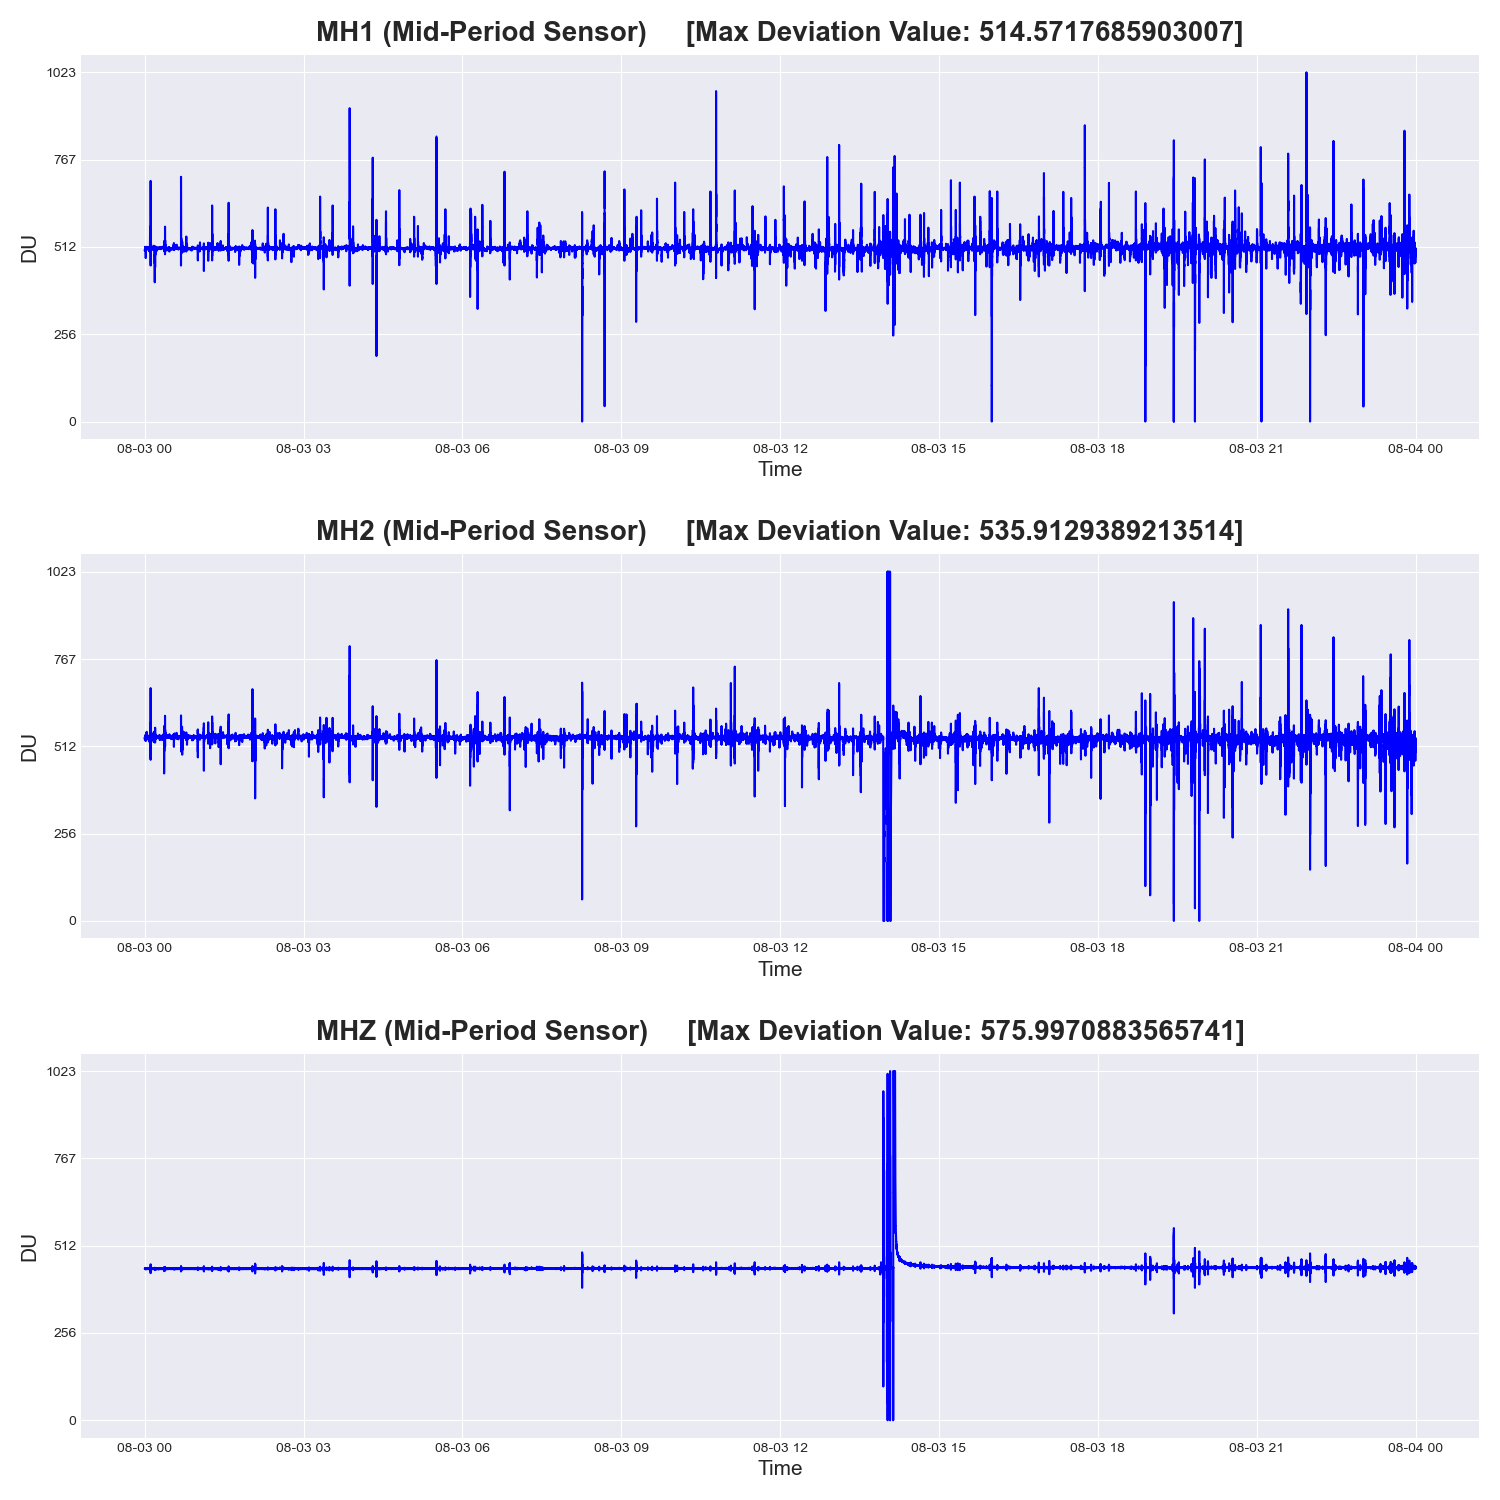 MH1 (Mid-Period Sensor) [Max Deviation Value: 514.5717685903007]
1023
767
512
256
0
DU
08-03 00 08-03 03 08-03 06 08-03 09 08-03 12 08-03 15 08-03 18 08-03 21 08-04 00
Time
MH2 (Mid-Period Sensor) [Max Deviation Value: 535.9129389213514]
1023
767
512
256
0
DU
08-03 00 08-03 03 08-03 06 08-03 09 08-03 12 08-03 15 08-03 18 08-03 21 08-04 00
Time
MHZ (Mid-Period Sensor) [Max Deviation Value: 575.9970883565741]
1023
767
512
256
0
DU
08-03 00 08-03 03 08-03 06 08-03 09 08-03 12 08-03 15 08-03 18 08-03 21 08-04 00
Time